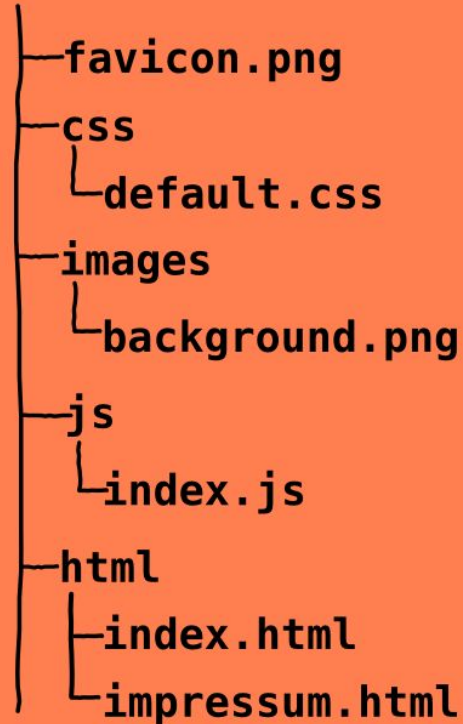 favicon.png
css
default.css
images
background.png
js
index.js
html
index.html
impressum.html